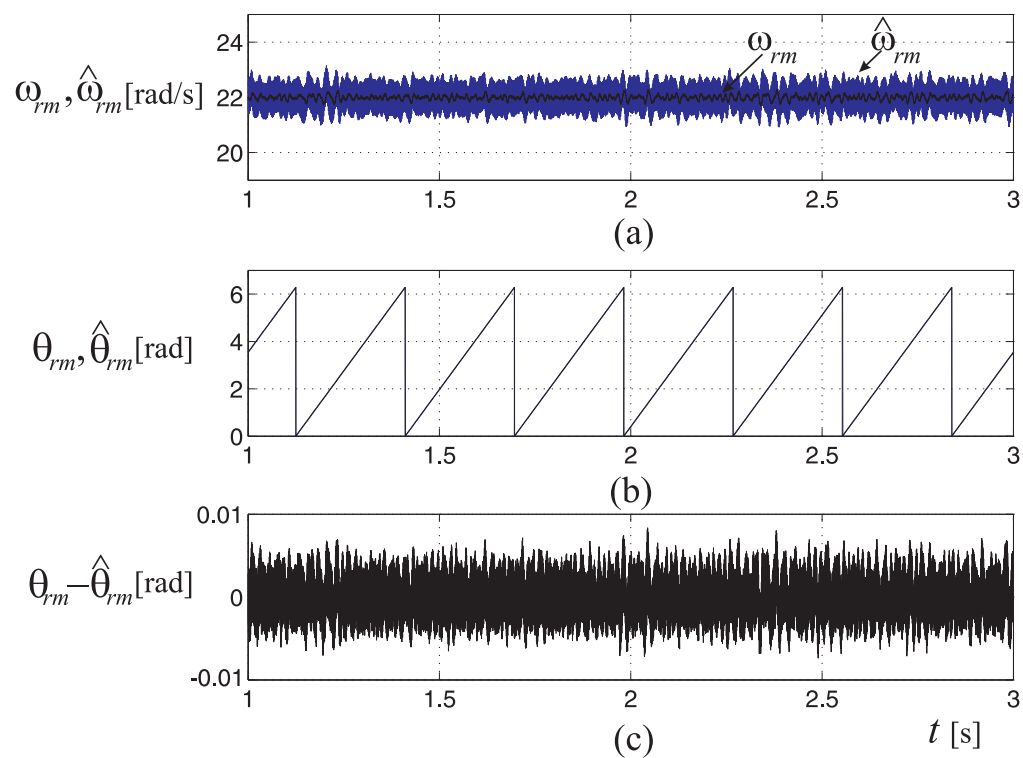 24
22
20
ω_rm, ω̂_rm [rad/s]
ω_rm
ω̂_rm
1 1.5 2 2.5 3
(a)
6
4
2
0
θ_rm, θ̂_rm [rad]
1 1.5 2 2.5 3
(b)
0.01
0
-0.01
θ_rm – θ̂_rm [rad]
1 1.5 2 2.5 3
(c)
t [s]